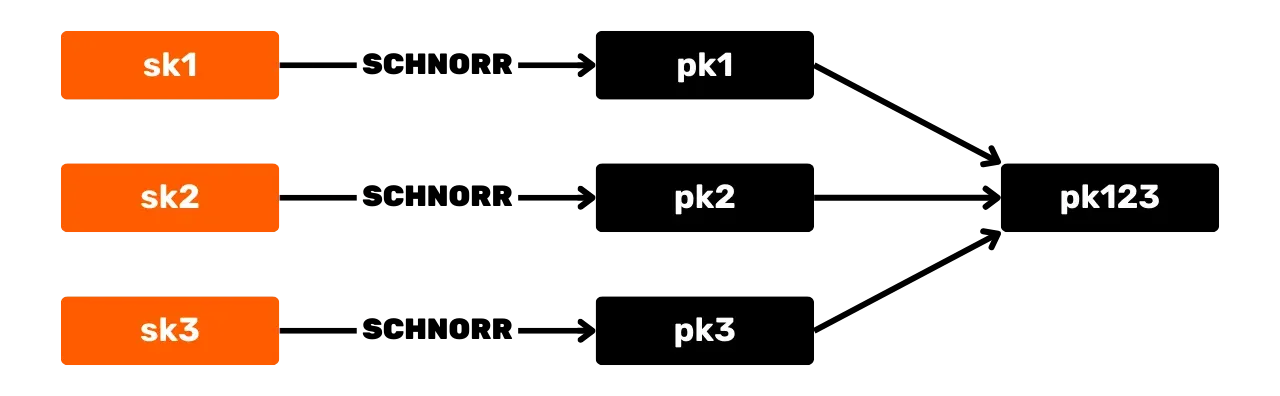 sk1 SCHNORR pk1
sk2 SCHNORR pk2 pk123
sk3 SCHNORR pk3